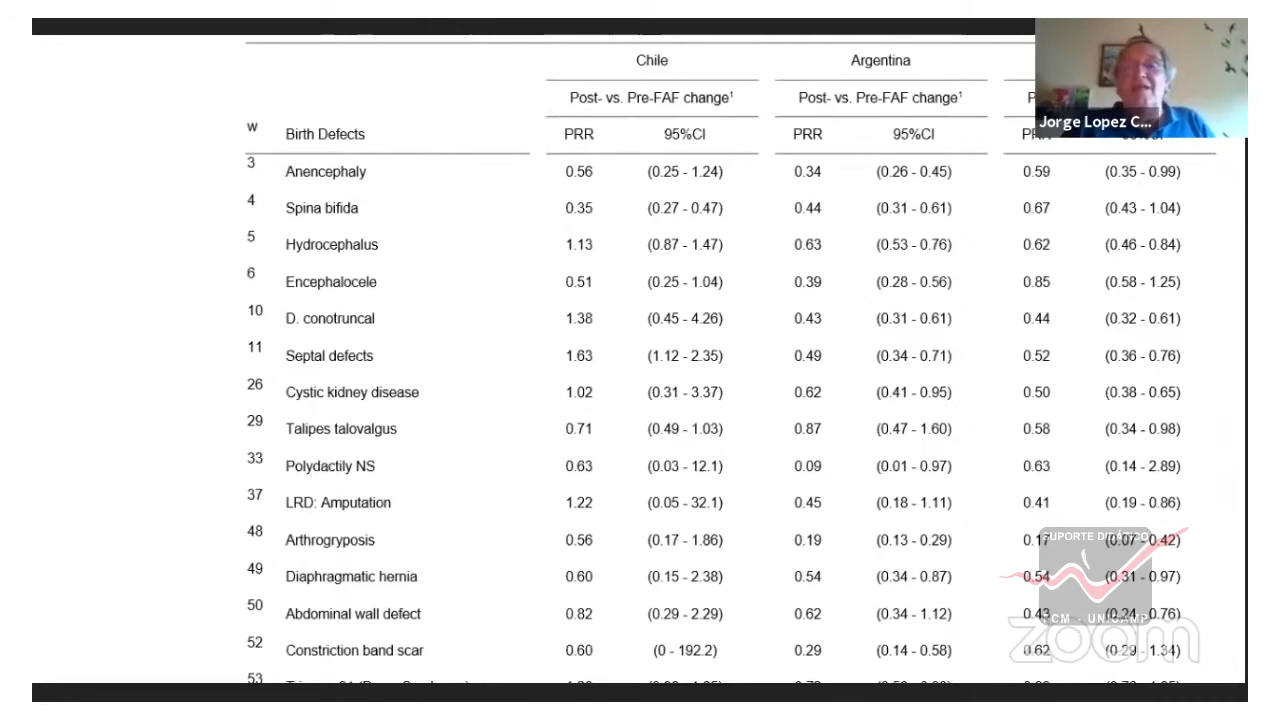 Chile Argentina
Post- vs. Pre-FAF change¹ Post- vs. Pre-FAF change¹
Jorge Lopez C...
w Birth Defects PRR 95%CI PRR 95%CI
3 Anencephaly 0.56 (0.25 - 1.24) 0.34 (0.26 - 0.45) 0.59 (0.35 - 0.99)
4 Spina bifida 0.35 (0.27 - 0.47) 0.44 (0.31 - 0.61) 0.67 (0.43 - 1.04)
5 Hydrocephalus 1.13 (0.87 - 1.47) 0.63 (0.53 - 0.76) 0.62 (0.46 - 0.84)
6 Encephalocele 0.51 (0.25 - 1.04) 0.39 (0.28 - 0.56) 0.85 (0.58 - 1.25)
10 D. conotruncal 1.38 (0.45 - 4.26) 0.43 (0.31 - 0.61) 0.44 (0.32 - 0.61)
11 Septal defects 1.63 (1.12 - 2.35) 0.49 (0.34 - 0.71) 0.52 (0.36 - 0.76)
26 Cystic kidney disease 1.02 (0.31 - 3.37) 0.62 (0.41 - 0.95) 0.50 (0.38 - 0.65)
29 Talipes talovalgus 0.71 (0.49 - 1.03) 0.87 (0.47 - 1.60) 0.58 (0.34 - 0.98)
33 Polydactily NS 0.63 (0.03 - 12.1) 0.09 (0.01 - 0.97) 0.63 (0.14 - 2.89)
37 LRD: Amputation 1.22 (0.05 - 32.1) 0.45 (0.18 - 1.11) 0.41 (0.19 - 0.86)
48 Arthrogryposis 0.56 (0.17 - 1.86) 0.19 (0.13 - 0.29) 0.17 (0.07 - 0.42)
SUPORTE DIDÁTICO
49 Diaphragmatic hernia 0.60 (0.15 - 2.38) 0.54 (0.34 - 0.87) 0.54 (0.31 - 0.97)
50 Abdominal wall defect 0.82 (0.29 - 2.29) 0.62 (0.34 - 1.12) 0.43 (0.24 - 0.76)
FCM - UNICAMP
zoom
52 Constriction band scar 0.60 (0 - 192.2) 0.29 (0.14 - 0.58) 0.62 (0.29 - 1.34)
53